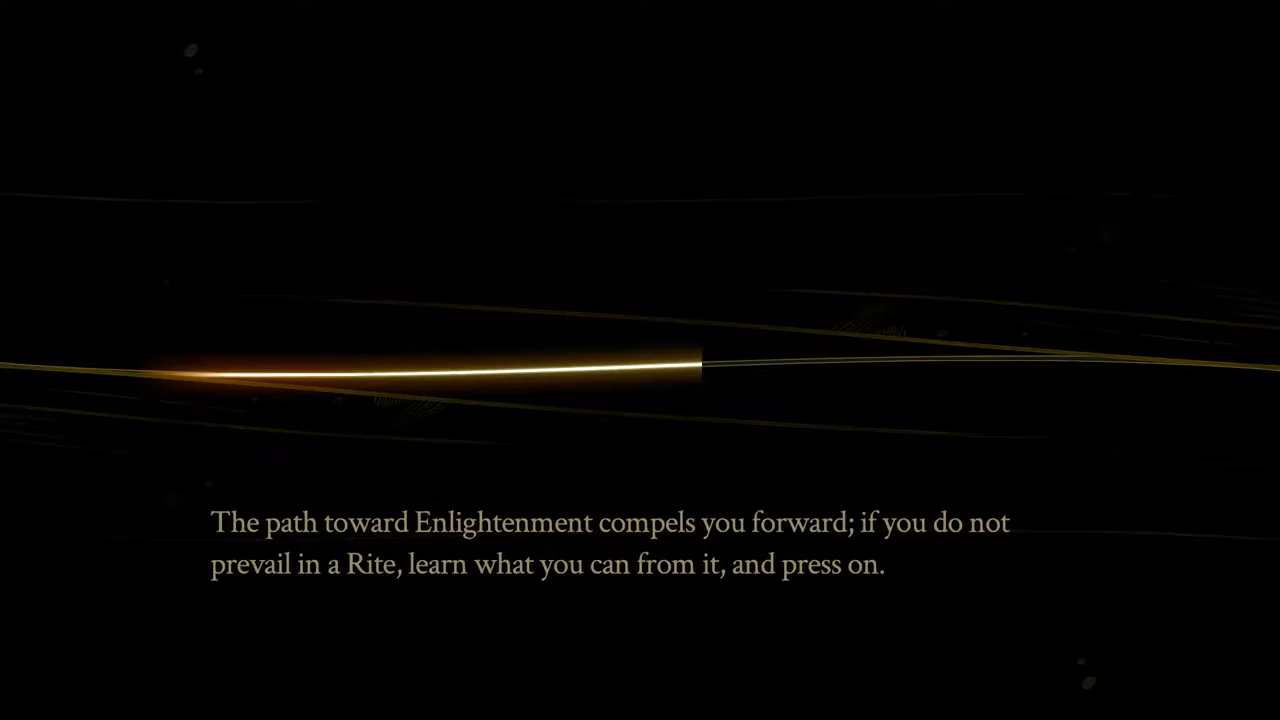 The path toward Enlightenment compels you forward; if you do not
prevail in a Rite, learn what you can from it, and press on.